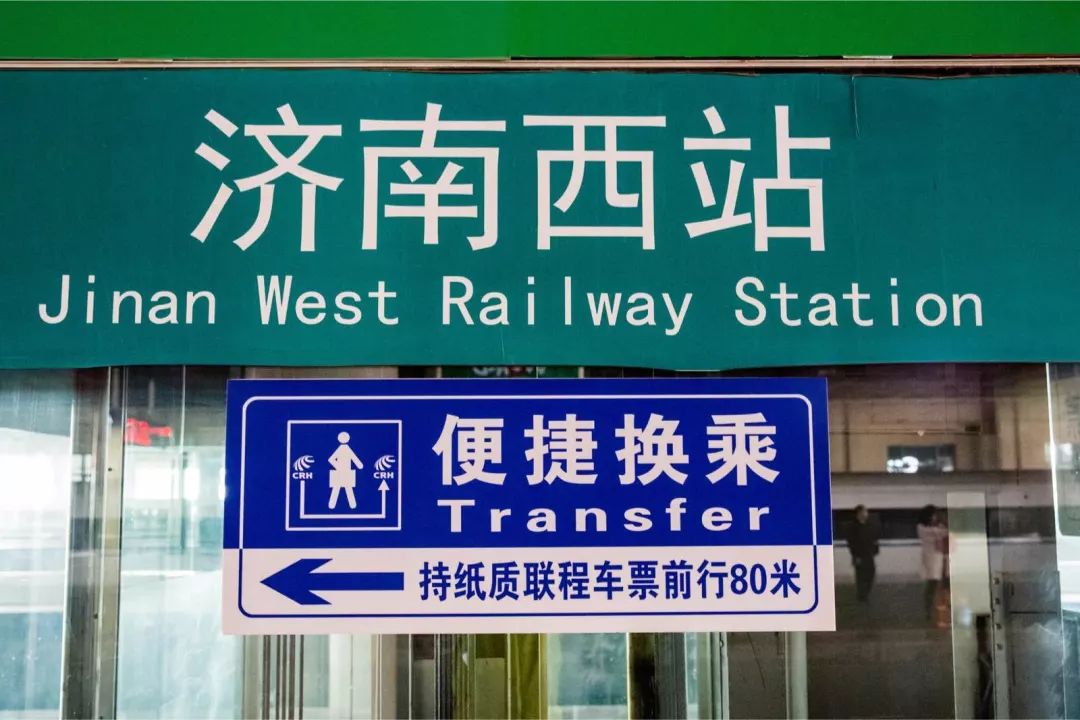 济南西站
Jinan West Railway Station
便捷换乘
CRH CRH
Transfer
持纸质联程车票前行80米